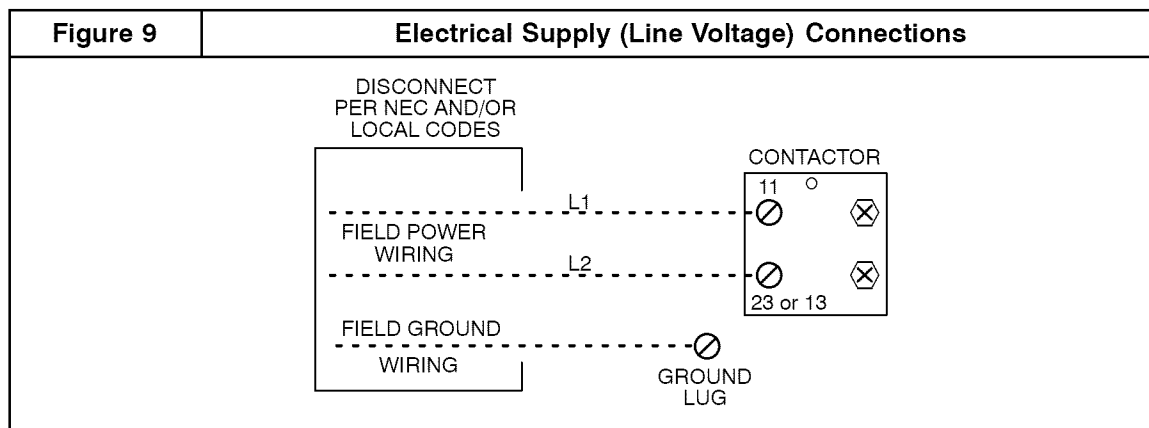 Figure 9
Electrical Supply (Line Voltage) Connections
DISCONNECT
PER NEC AND/OR
LOCAL CODES
CONTACTOR
11
L1
FIELD POWER
WIRING
L2
23 or 13
FIELD GROUND
WIRING
GROUND
LUG